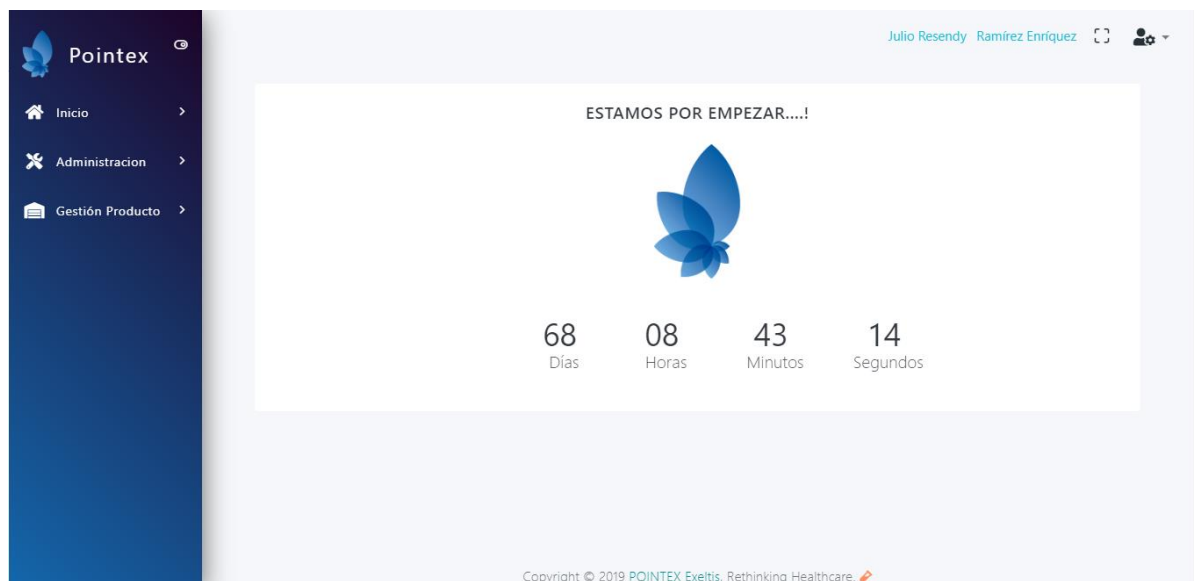 Pointex
Inicio
Administracion
Gestión Producto
Julio Resendy Ramírez Enríquez
ESTAMOS POR EMPEZAR....!
68 08 43 14
Días Horas Minutos Segundos
Copyright © 2019 POINTEX Exeltis. Rethinking Healthcare.